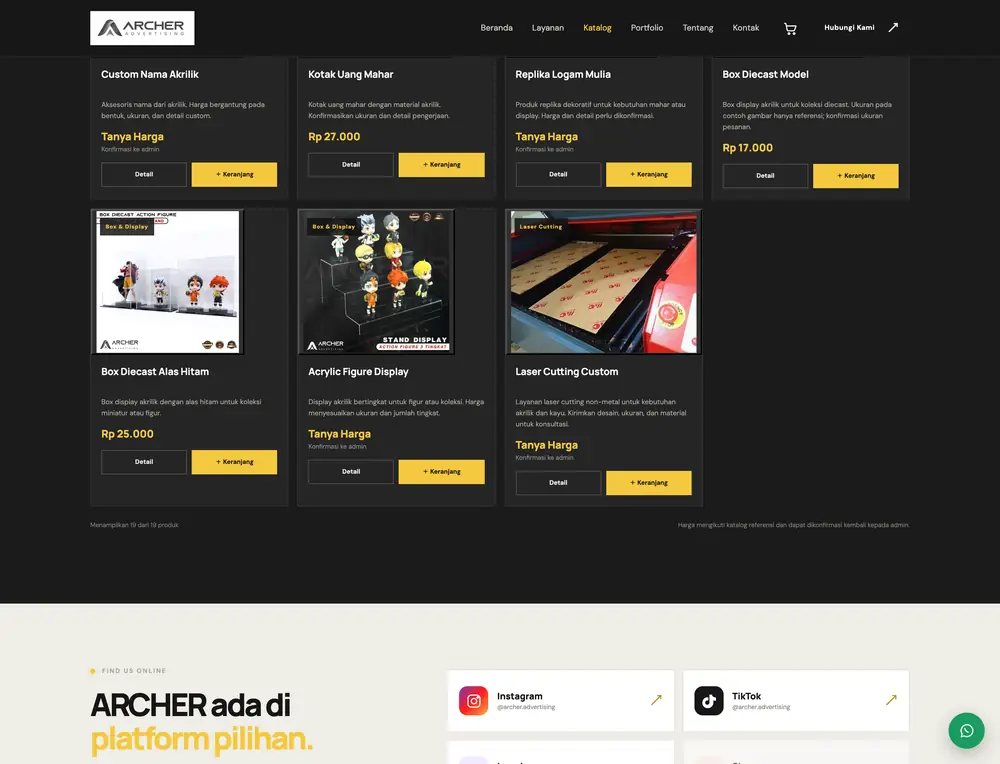 ARCHER
ADVERTISING
Beranda
Layanan
Katalog
Portfolio
Tentang
Kontak
Hubungi Kami
Custom Nama Akrilik
Aksesoris nama dari akrilik. Harga bergantung pada
bentuk, ukuran, dan detail custom.
Tanya Harga
Konfirmasi ke admin
Detail
+ Keranjang
Kotak Uang Mahar
Kotak uang mahar dengan material akrilik.
Konfirmasikan ukuran dan detail pengerjaan.
Rp 27.000
Detail
+ Keranjang
Replika Logam Mulia
Produk replika dekoratif untuk kebutuhan mahar atau
display. Harga dan detail perlu dikonfirmasi.
Tanya Harga
Konfirmasi ke admin
Detail
+ Keranjang
Box Diecast Model
Box display akrilik untuk koleksi diecast. Ukuran pada
contoh gambar hanya referensi; konfirmasi ukuran
pesanan.
Rp 17.000
Detail
+ Keranjang
BOX DIECAST ACTION FIGURE
Box & Display
ARCHER
ADVERTISING
Box Diecast Alas Hitam
Box display akrilik dengan alas hitam untuk koleksi
miniatur atau figur.
Rp 25.000
Detail
+ Keranjang
Box & Display
ARCHER
ADVERTISING
STAND DISPLAY
ACTION FIGURE 5 TINGKAT
Acrylic Figure Display
Display akrilik bertingkat untuk figur atau koleksi. Harga
menyesuaikan ukuran dan jumlah tingkat.
Tanya Harga
Konfirmasi ke admin
Detail
+ Keranjang
Laser Cutting
Laser Cutting Custom
Layanan laser cutting non-metal untuk kebutuhan
akrilik dan kayu. Kirimkan desain, ukuran, dan material
untuk konsultasi.
Tanya Harga
Konfirmasi ke admin
Detail
+ Keranjang
Menampilkan 19 dari 19 produk
Harga mengikuti katalog referensi dan dapat dikonfirmasi kembali kepada admin.
FIND US ONLINE
ARCHER ada di
platform pilihan.
Instagram
@archer.advertising
TikTok
@archer.advertising